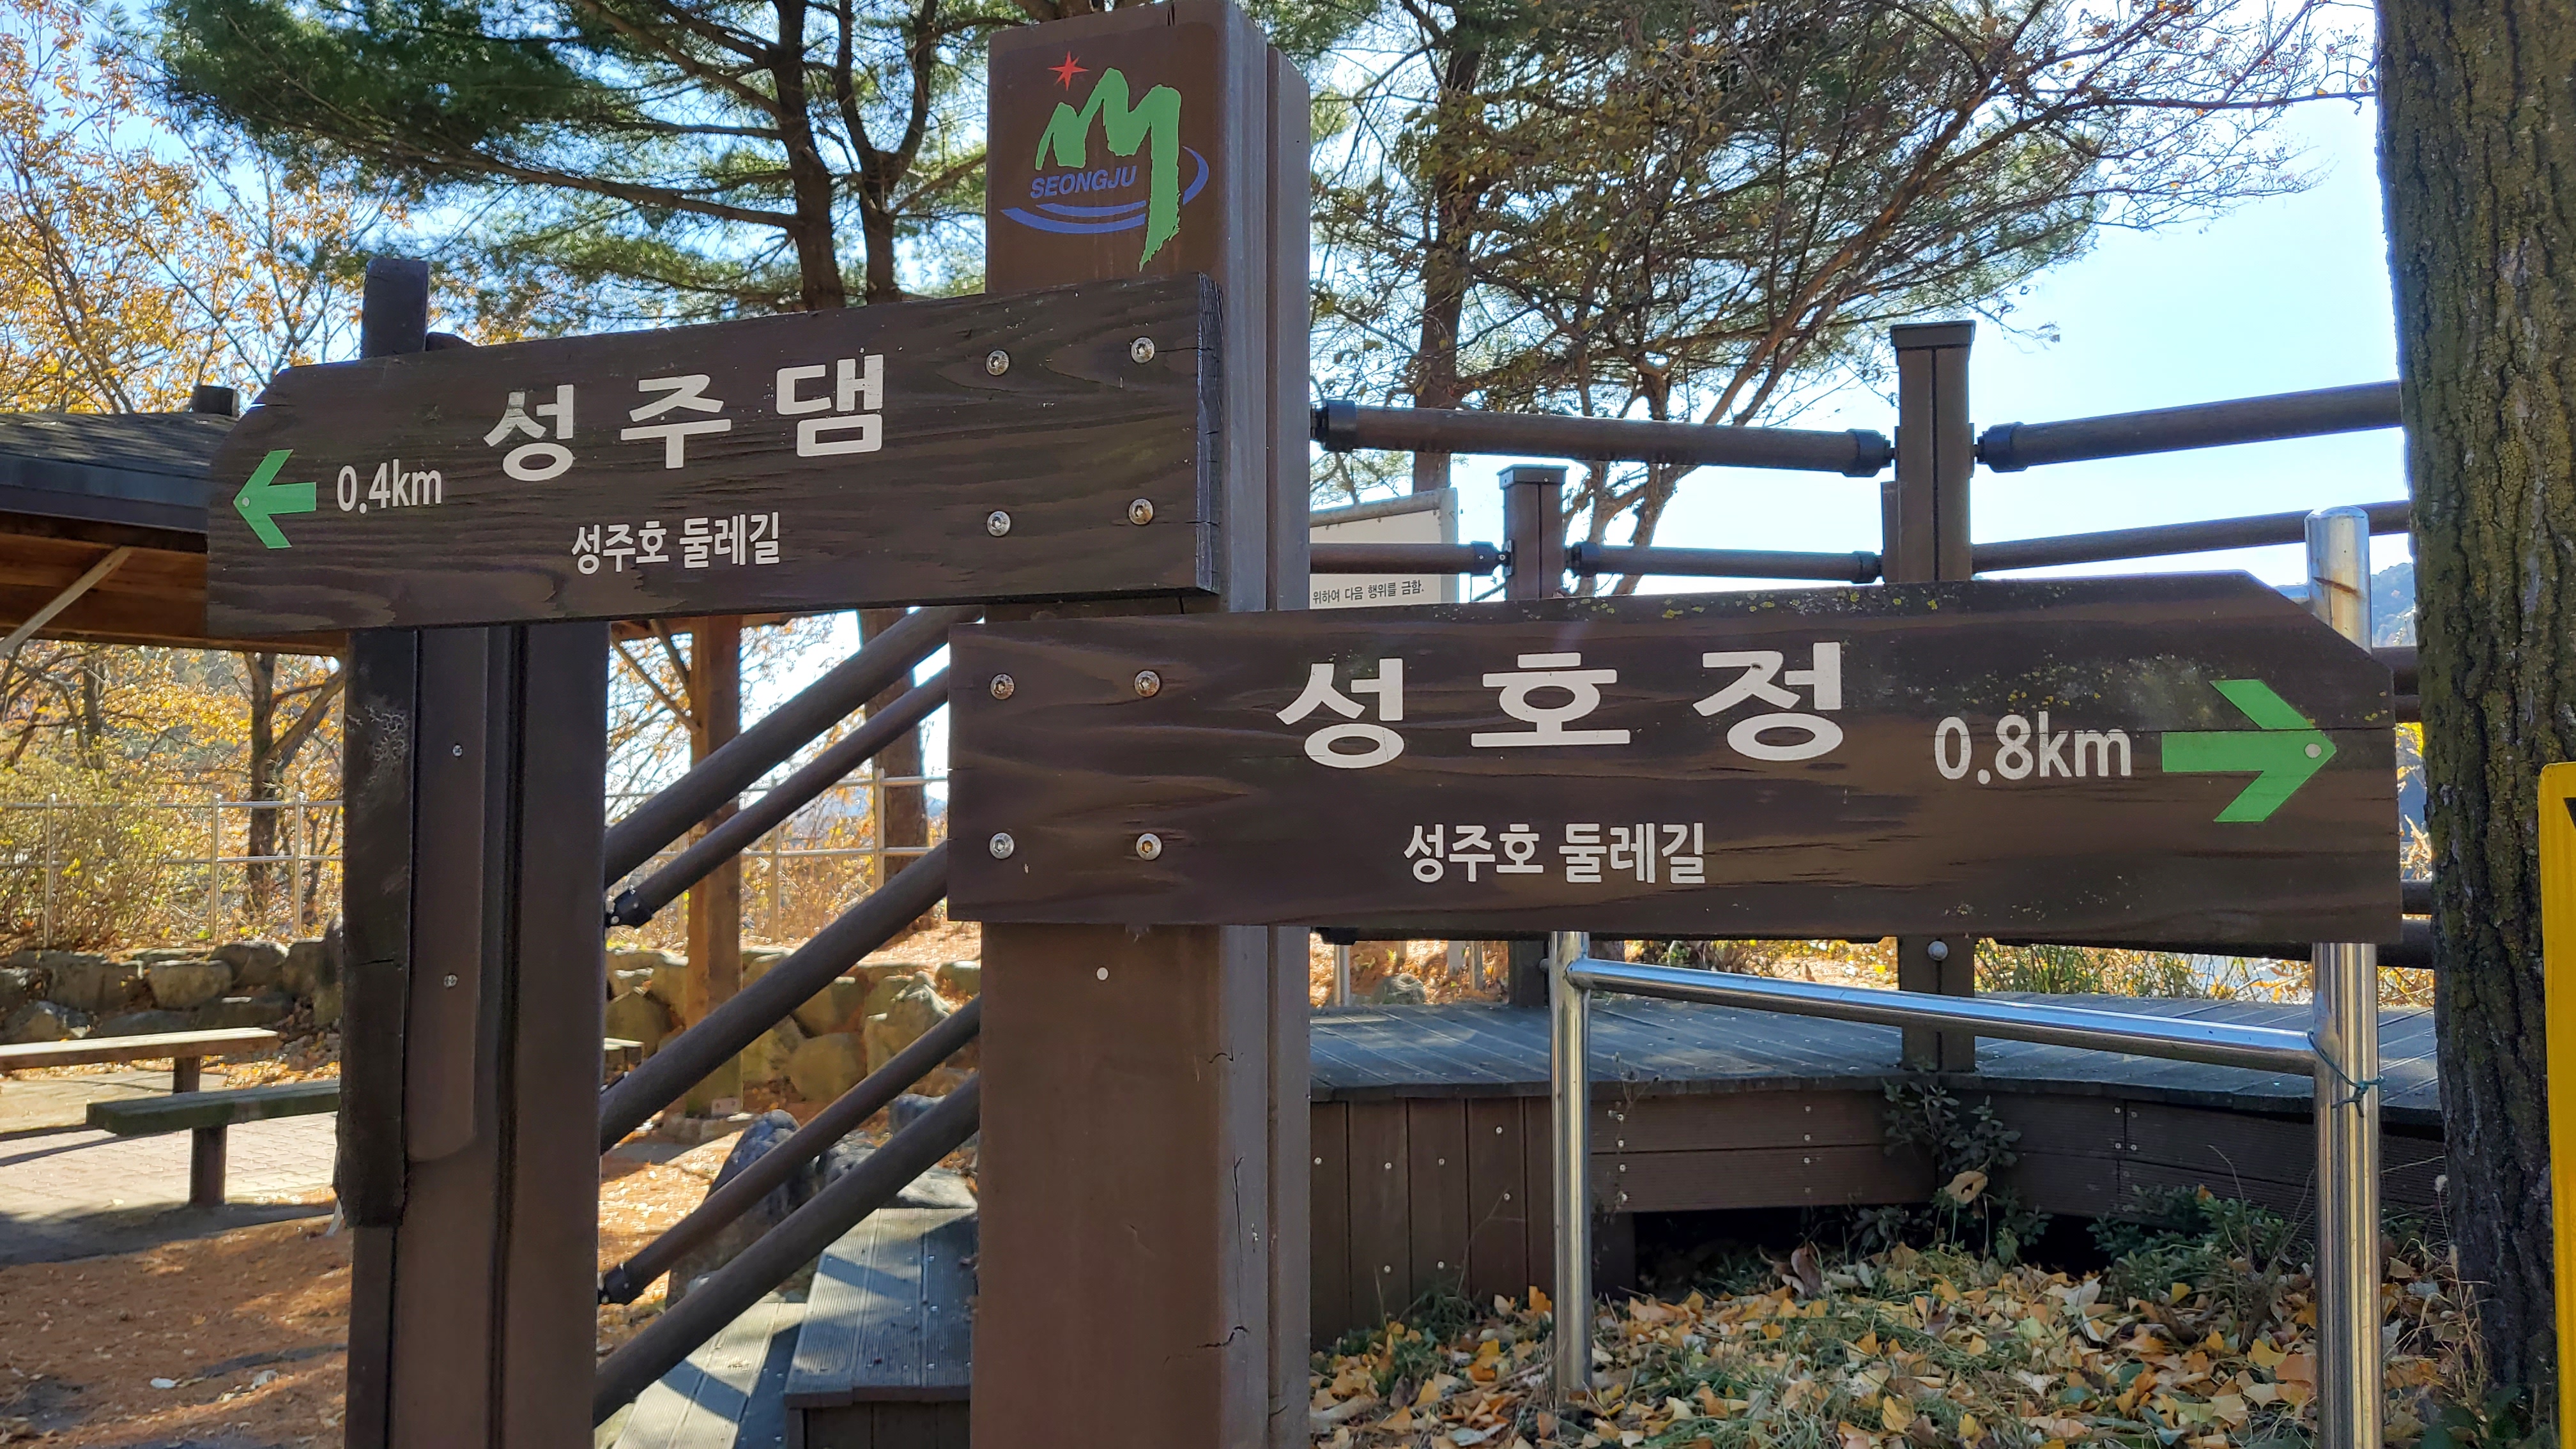 SEONGJU
성주댐
0.4km
성주호 둘레길
위하여 다음 행위를 금함.
성호정
0.8km
성주호 둘레길